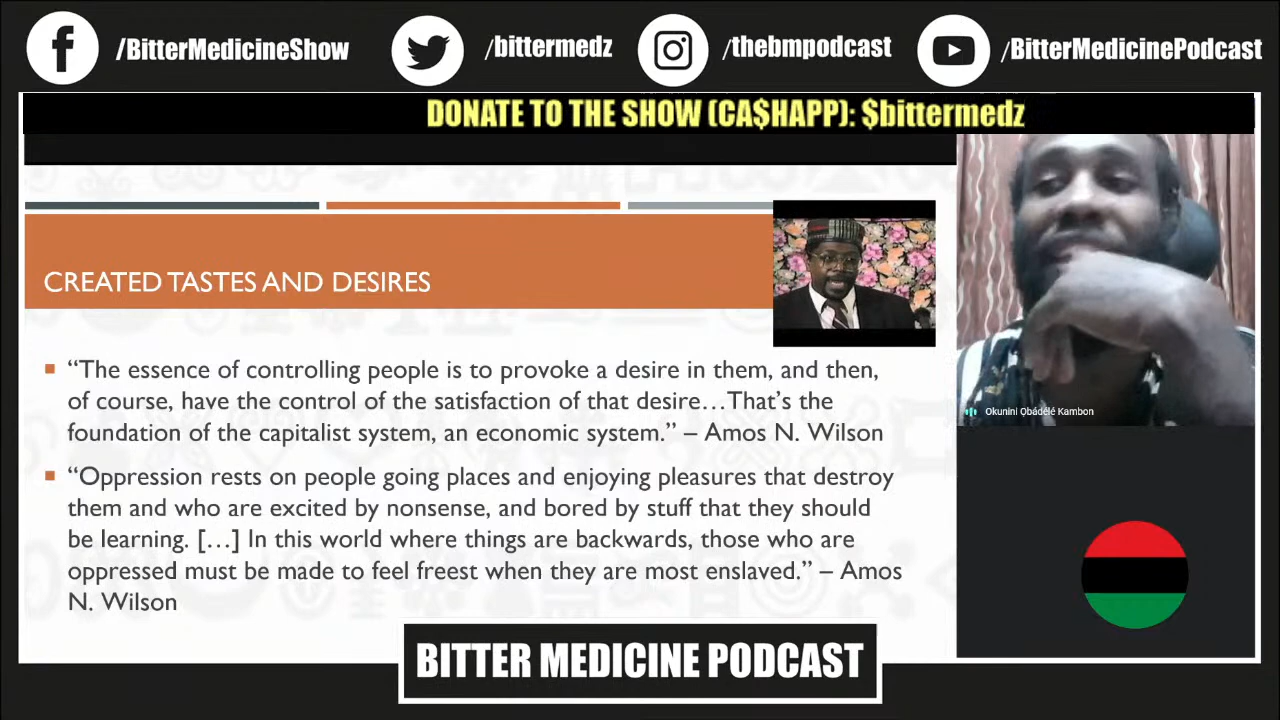 /BitterMedicineShow
/bittermedz
/thebmpodcast
/BitterMedicinePodcast
DONATE TO THE SHOW (CA$HAPP): $bittermedz
CREATED TASTES AND DESIRES
“The essence of controlling people is to provoke a desire in them, and then,
of course, have the control of the satisfaction of that desire…That’s the
foundation of the capitalist system, an economic system.” – Amos N. Wilson
“Oppression rests on people going places and enjoying pleasures that destroy
them and who are excited by nonsense, and bored by stuff that they should
be learning. […] In this world where things are backwards, those who are
oppressed must be made to feel freest when they are most enslaved.” – Amos
N. Wilson
Okunini Ọbádélé Kambon
BITTER MEDICINE PODCAST